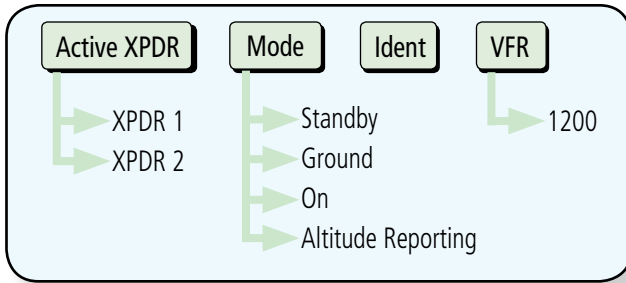 Active XPDR
Mode
Ident
VFR
XPDR 1
XPDR 2
Standby
Ground
On
Altitude Reporting
1200